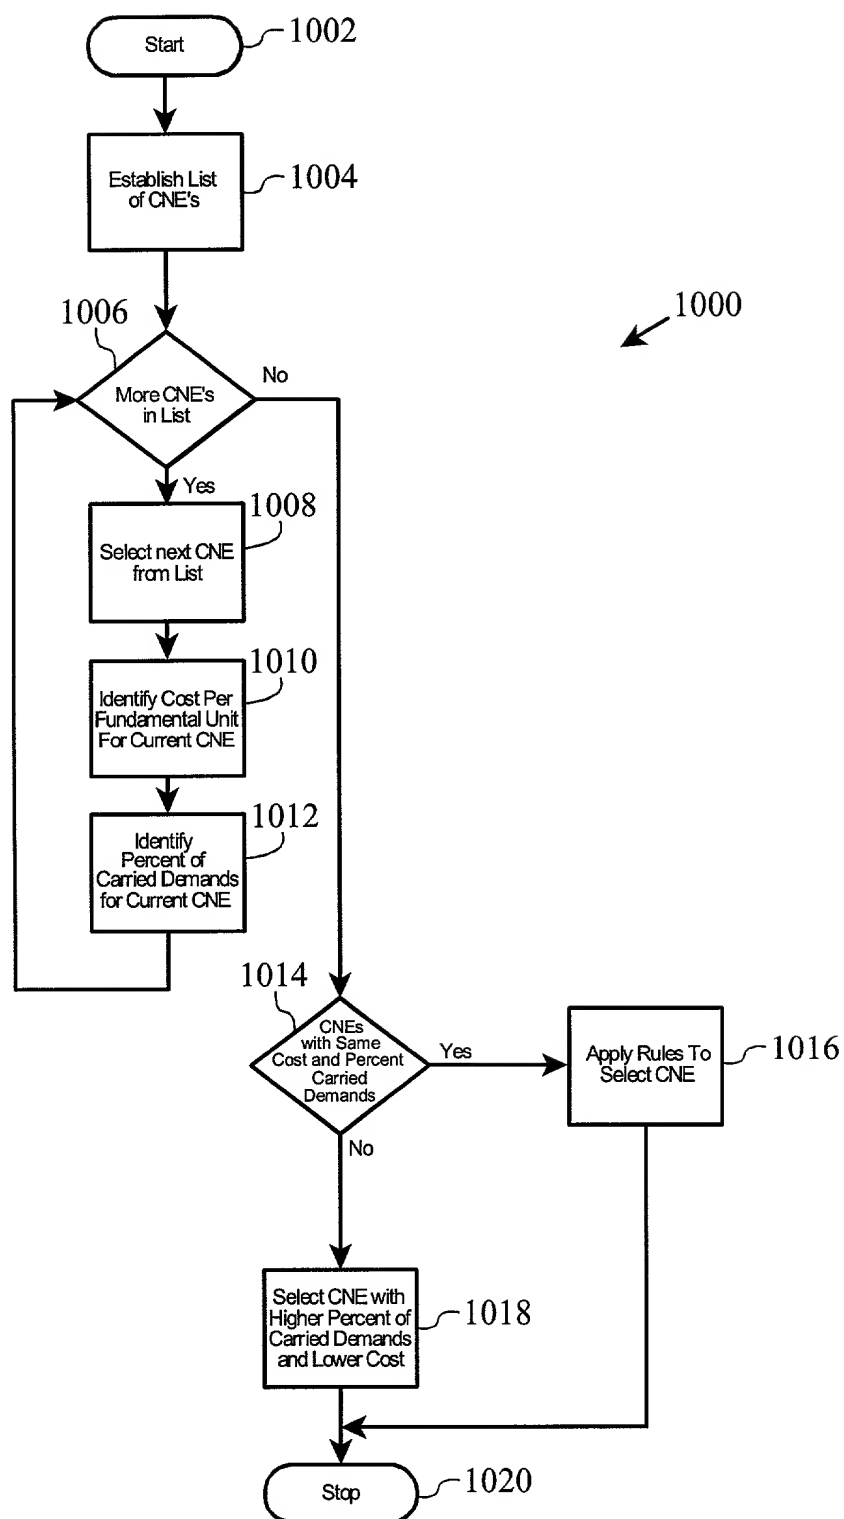 Start
1002
Establish List
of CNE's
1004
1000
1006
More CNE's
in List
No
Yes
1008
Select next CNE
from List
1010
Identify Cost Per
Fundamental Unit
For Current CNE
1012
Identify
Percent of
Carried Demands
for Current CNE
1014
CNEs
with Same
Cost and Percent
Carried
Demands
Yes
Apply Rules To
Select CNE
1016
No
Select CNE with
Higher Percent of
Carried Demands
and Lower Cost
1018
Stop
1020